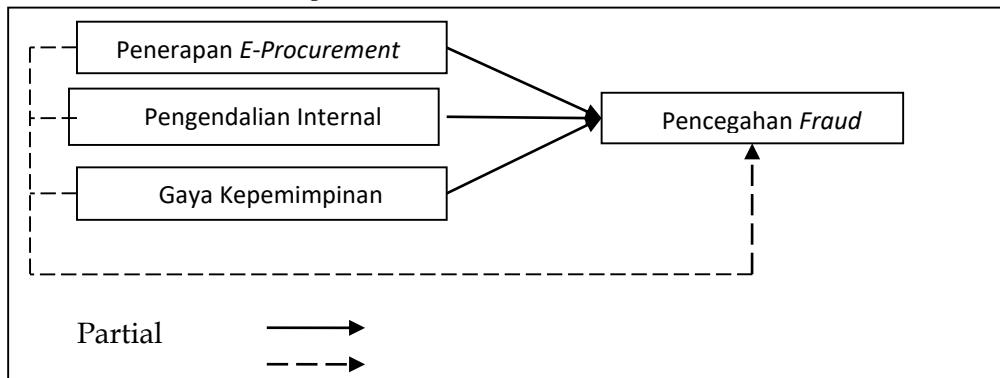 Penerapan E-Procurement
Pengendalian Internal
Pencegahan Fraud
Gaya Kepemimpinan
Partial